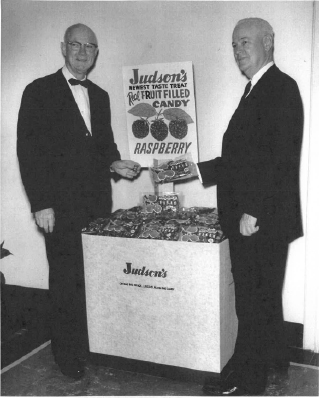 Judson's
NEWEST TASTE TREAT
Real FRUIT FILLED
CANDY
RASPBERRY
Judson's